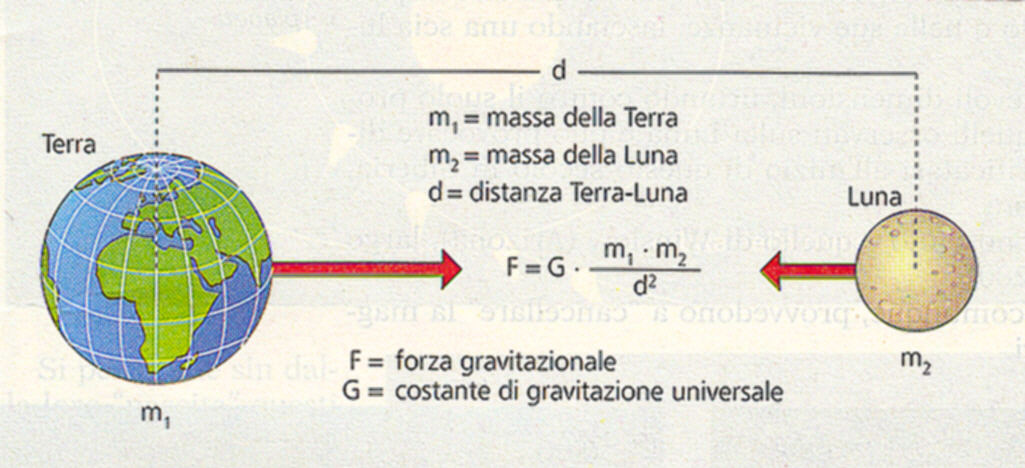 d
m₁ = massa della Terra
Terra
m₂ = massa della Luna
d = distanza Terra-Luna
Luna
F = G · m₁ · m₂ / d²
F = forza gravitazionale
m₂
G = costante di gravitazione universale
m₁